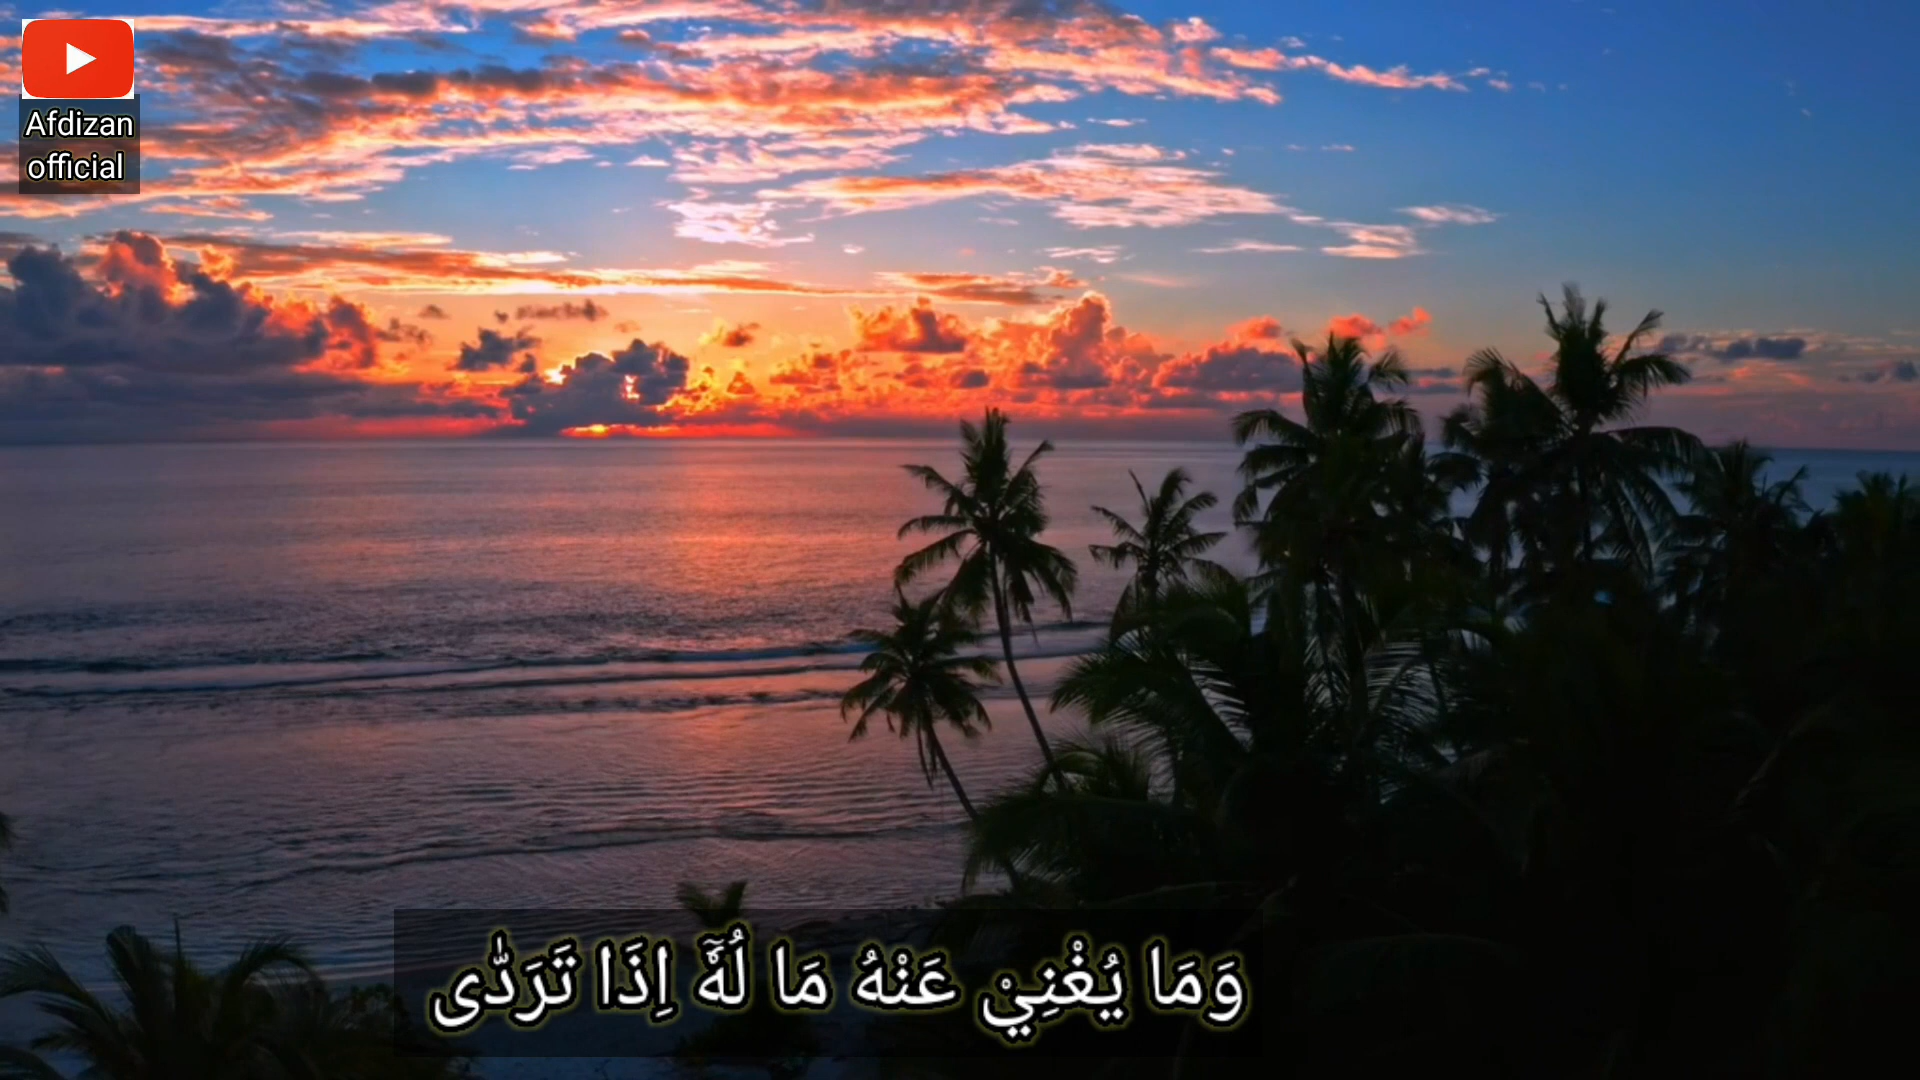 Afdizan
official
وَمَا يُغْنِيْ عَنْهُ مَا لُهٗٓ اِذَا تَرَدّٰى